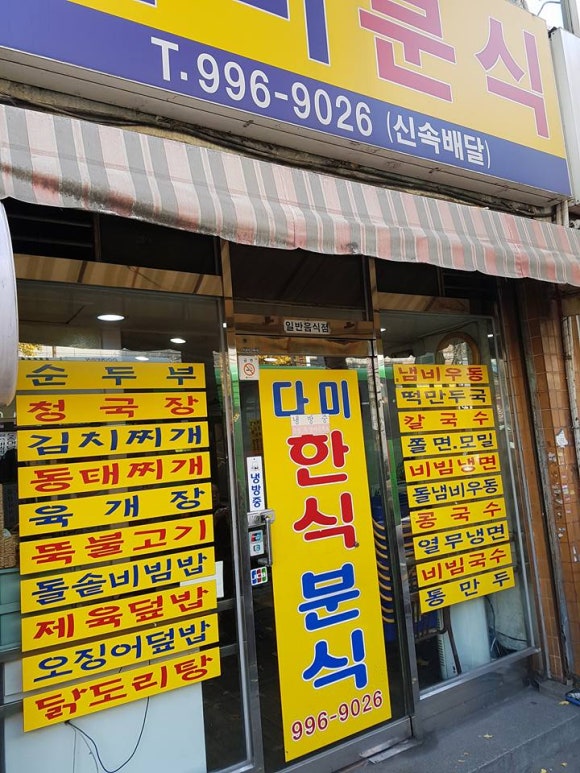 분식
T.996-9026 (신속배달)
일반음식점
순두부
청국장
김치찌개
동태찌개
육개장
뚝불고기
돌솥비빔밥
제육덮밥
오징어덮밥
닭도리탕
다미
한식
분식
996-9026
냉방중
냄비우동
떡만두국
칼국수
쫄면.모밀
비빔냉면
돌냄비우동
콩국수
열무냉면
비빔국수
통만두